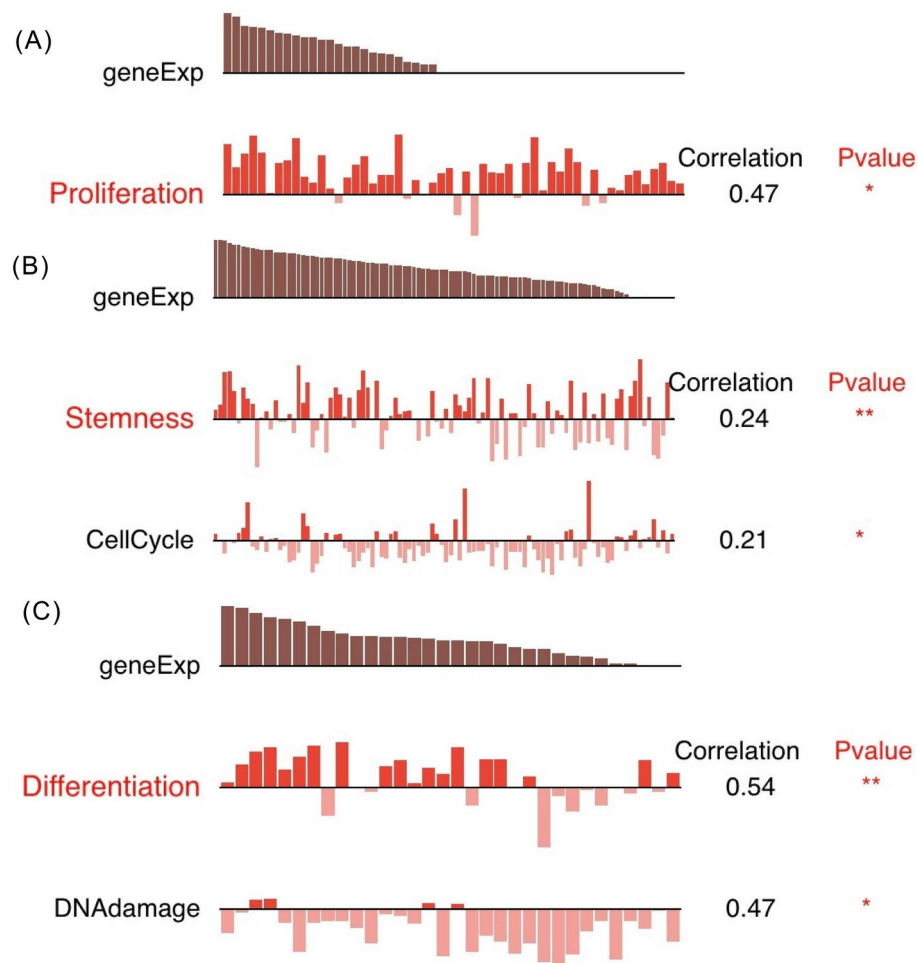 (A)
geneExp
Correlation Pvalue
Proliferation 0.47 *
(B)
geneExp
Correlation Pvalue
Stemness 0.24 **
CellCycle 0.21 *
(C)
geneExp
Correlation Pvalue
Differentiation 0.54 **
DNAdamage 0.47 *